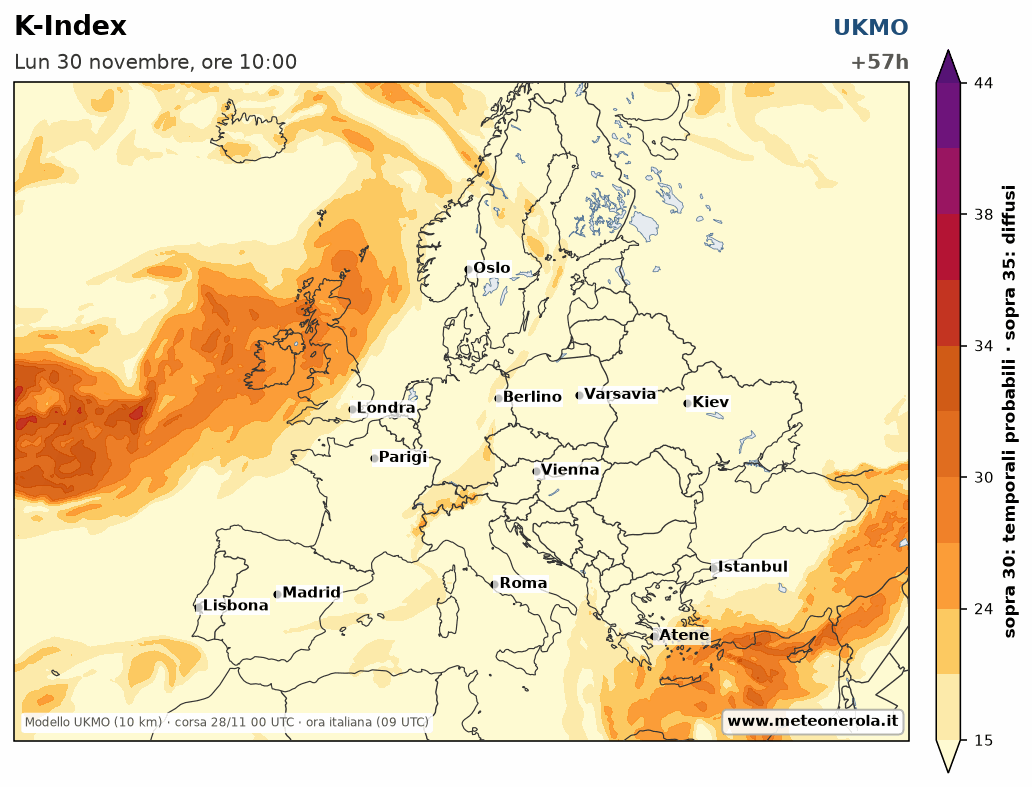 K-Index
UKMO
Lun 30 novembre, ore 10:00
+57h
44
38
34
30
24
15
sopra 30: temporali probabili · sopra 35: diffusi
Oslo
Londra
Berlino
Varsavia
Kiev
Parigi
Vienna
Istanbul
Roma
Madrid
Lisbona
Atene
Modello UKMO (10 km) · corsa 28/11 00 UTC · ora italiana (09 UTC)
www.meteonerola.it